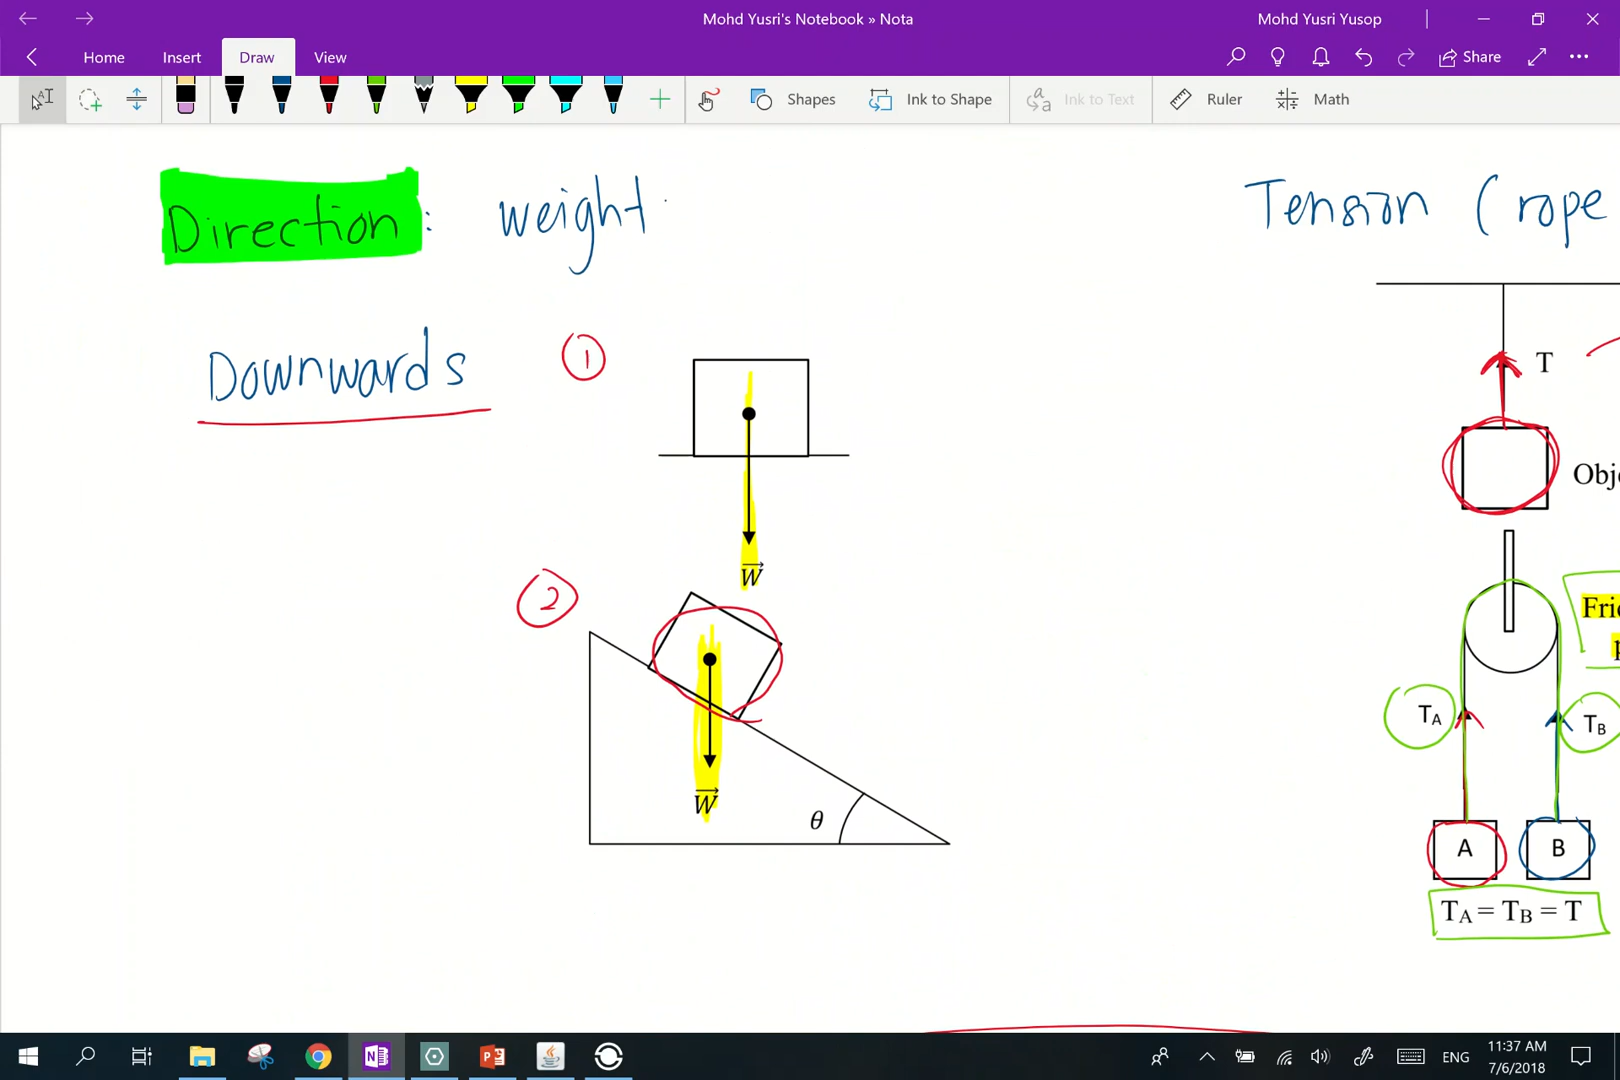 Mohd Yusri's Notebook » Nota
Mohd Yusri Yusop
Home Insert Draw View
Share
Shapes Ink to Shape Ink to Text Ruler Math
Direction : weight
Tension (rope
Downwards
1
W
2
W
θ
T
Obje
Fric
p
TA
TB
A
B
TA = TB = T
ENG
11:37 AM
7/6/2018